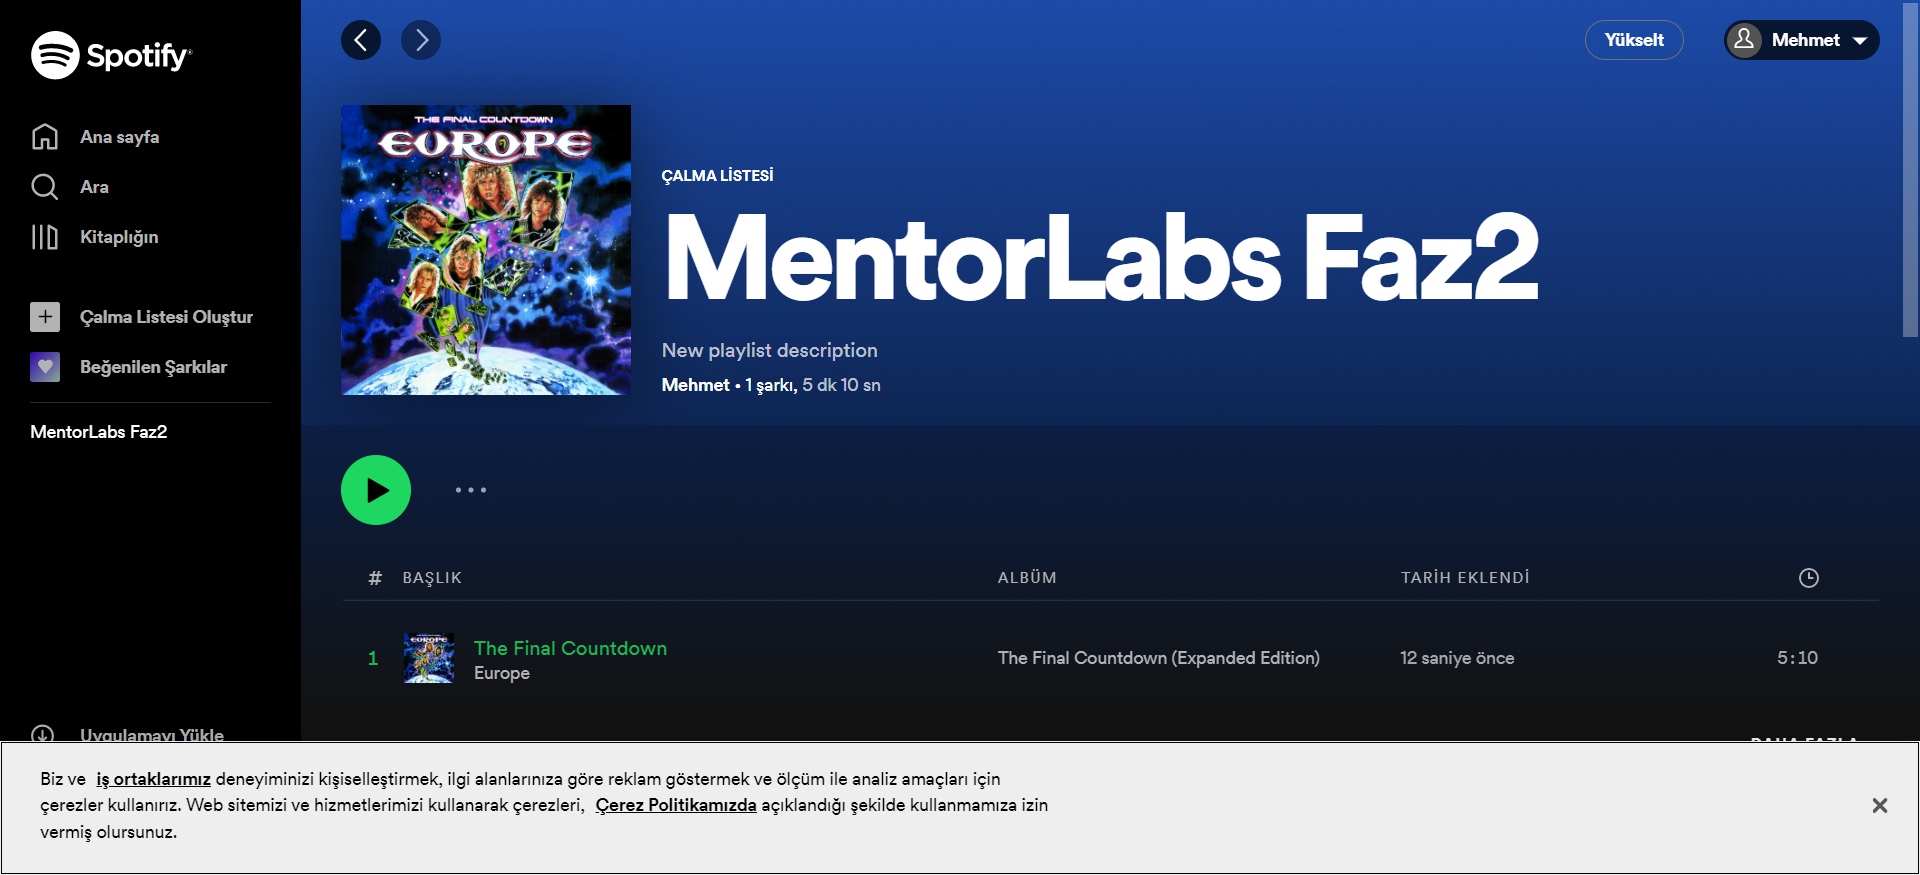 Spotify
Ana sayfa
Ara
Kitaplığın
Çalma Listesi Oluştur
Beğenilen Şarkılar
MentorLabs Faz2
Uygulamayı Yükle
Yükselt
Mehmet
THE FINAL COUNTDOWN
EUROPE
ÇALMA LİSTESİ
MentorLabs Faz2
New playlist description
Mehmet • 1 şarkı, 5 dk 10 sn
# BAŞLIK ALBÜM TARİH EKLENDİ
EUROPE
1 The Final Countdown The Final Countdown (Expanded Edition) 12 saniye önce 5:10
Europe
DAHA FAZLA
Biz ve iş ortaklarımız deneyiminizi kişiselleştirmek, ilgi alanlarınıza göre reklam göstermek ve ölçüm ile analiz amaçları için
çerezler kullanırız. Web sitemizi ve hizmetlerimizi kullanarak çerezleri, Çerez Politikamızda açıklandığı şekilde kullanmamıza izin
vermiş olursunuz.